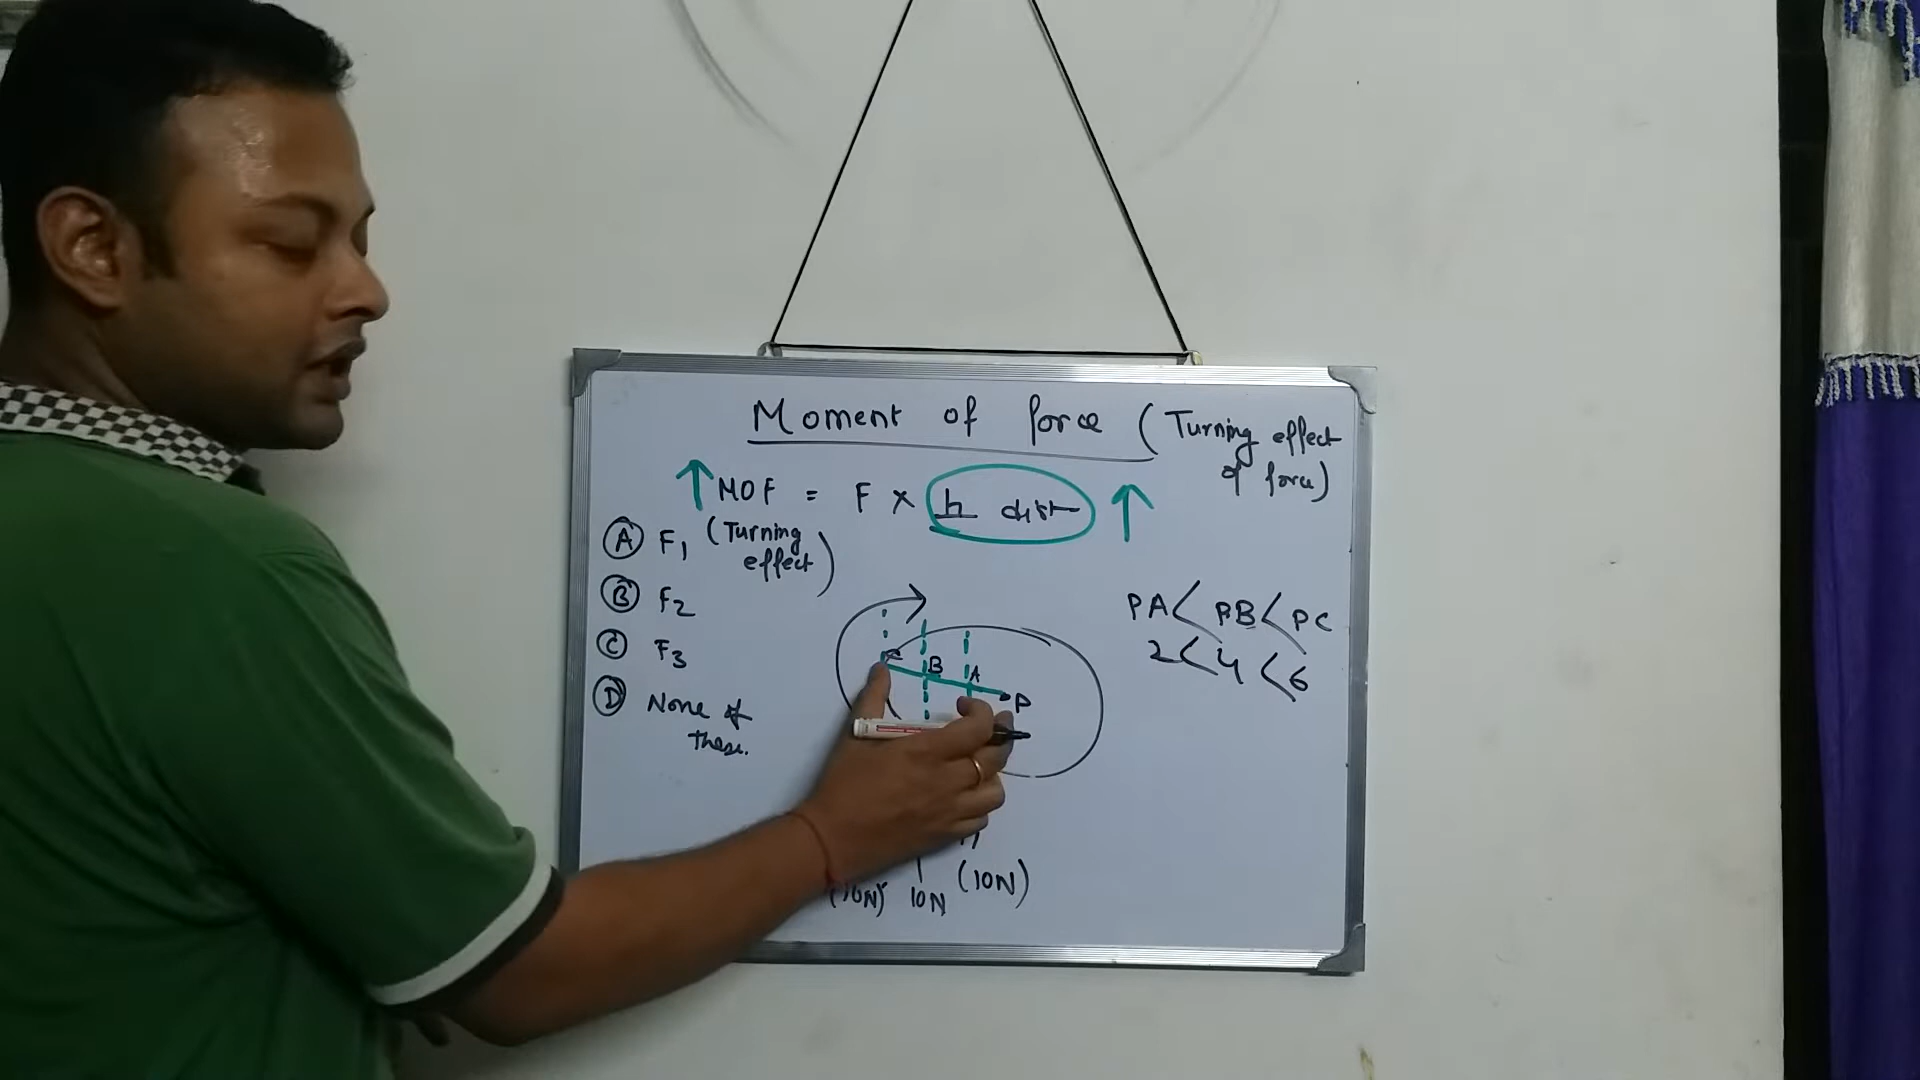 Moment of force (Turning effect
of force)
↑ MOF = F × h dist ↑
(Turning
effect)
(A) F1
(B) F2
(C) F3
(D) None of
these.
PA < PB < PC
2 < 4 < 6
C B A P
(10N) 10N (10N)